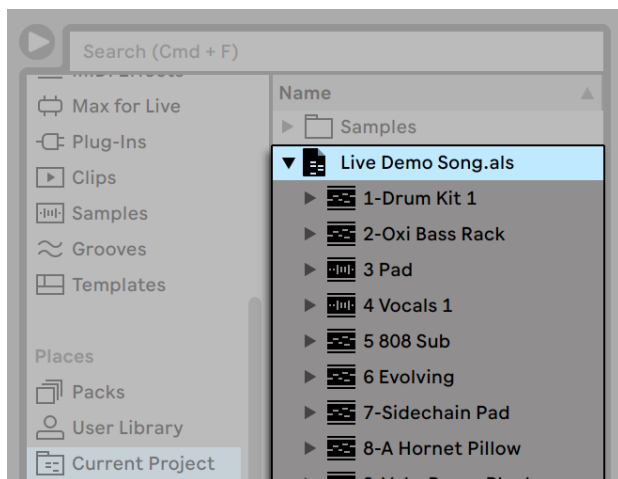 Search (Cmd + F)
Max for Live
Plug-Ins
Clips
Samples
Grooves
Templates
Places
Packs
User Library
Current Project
Name
Samples
Live Demo Song.als
1-Drum Kit 1
2-Oxi Bass Rack
3 Pad
4 Vocals 1
5 808 Sub
6 Evolving
7-Sidechain Pad
8-A Hornet Pillow